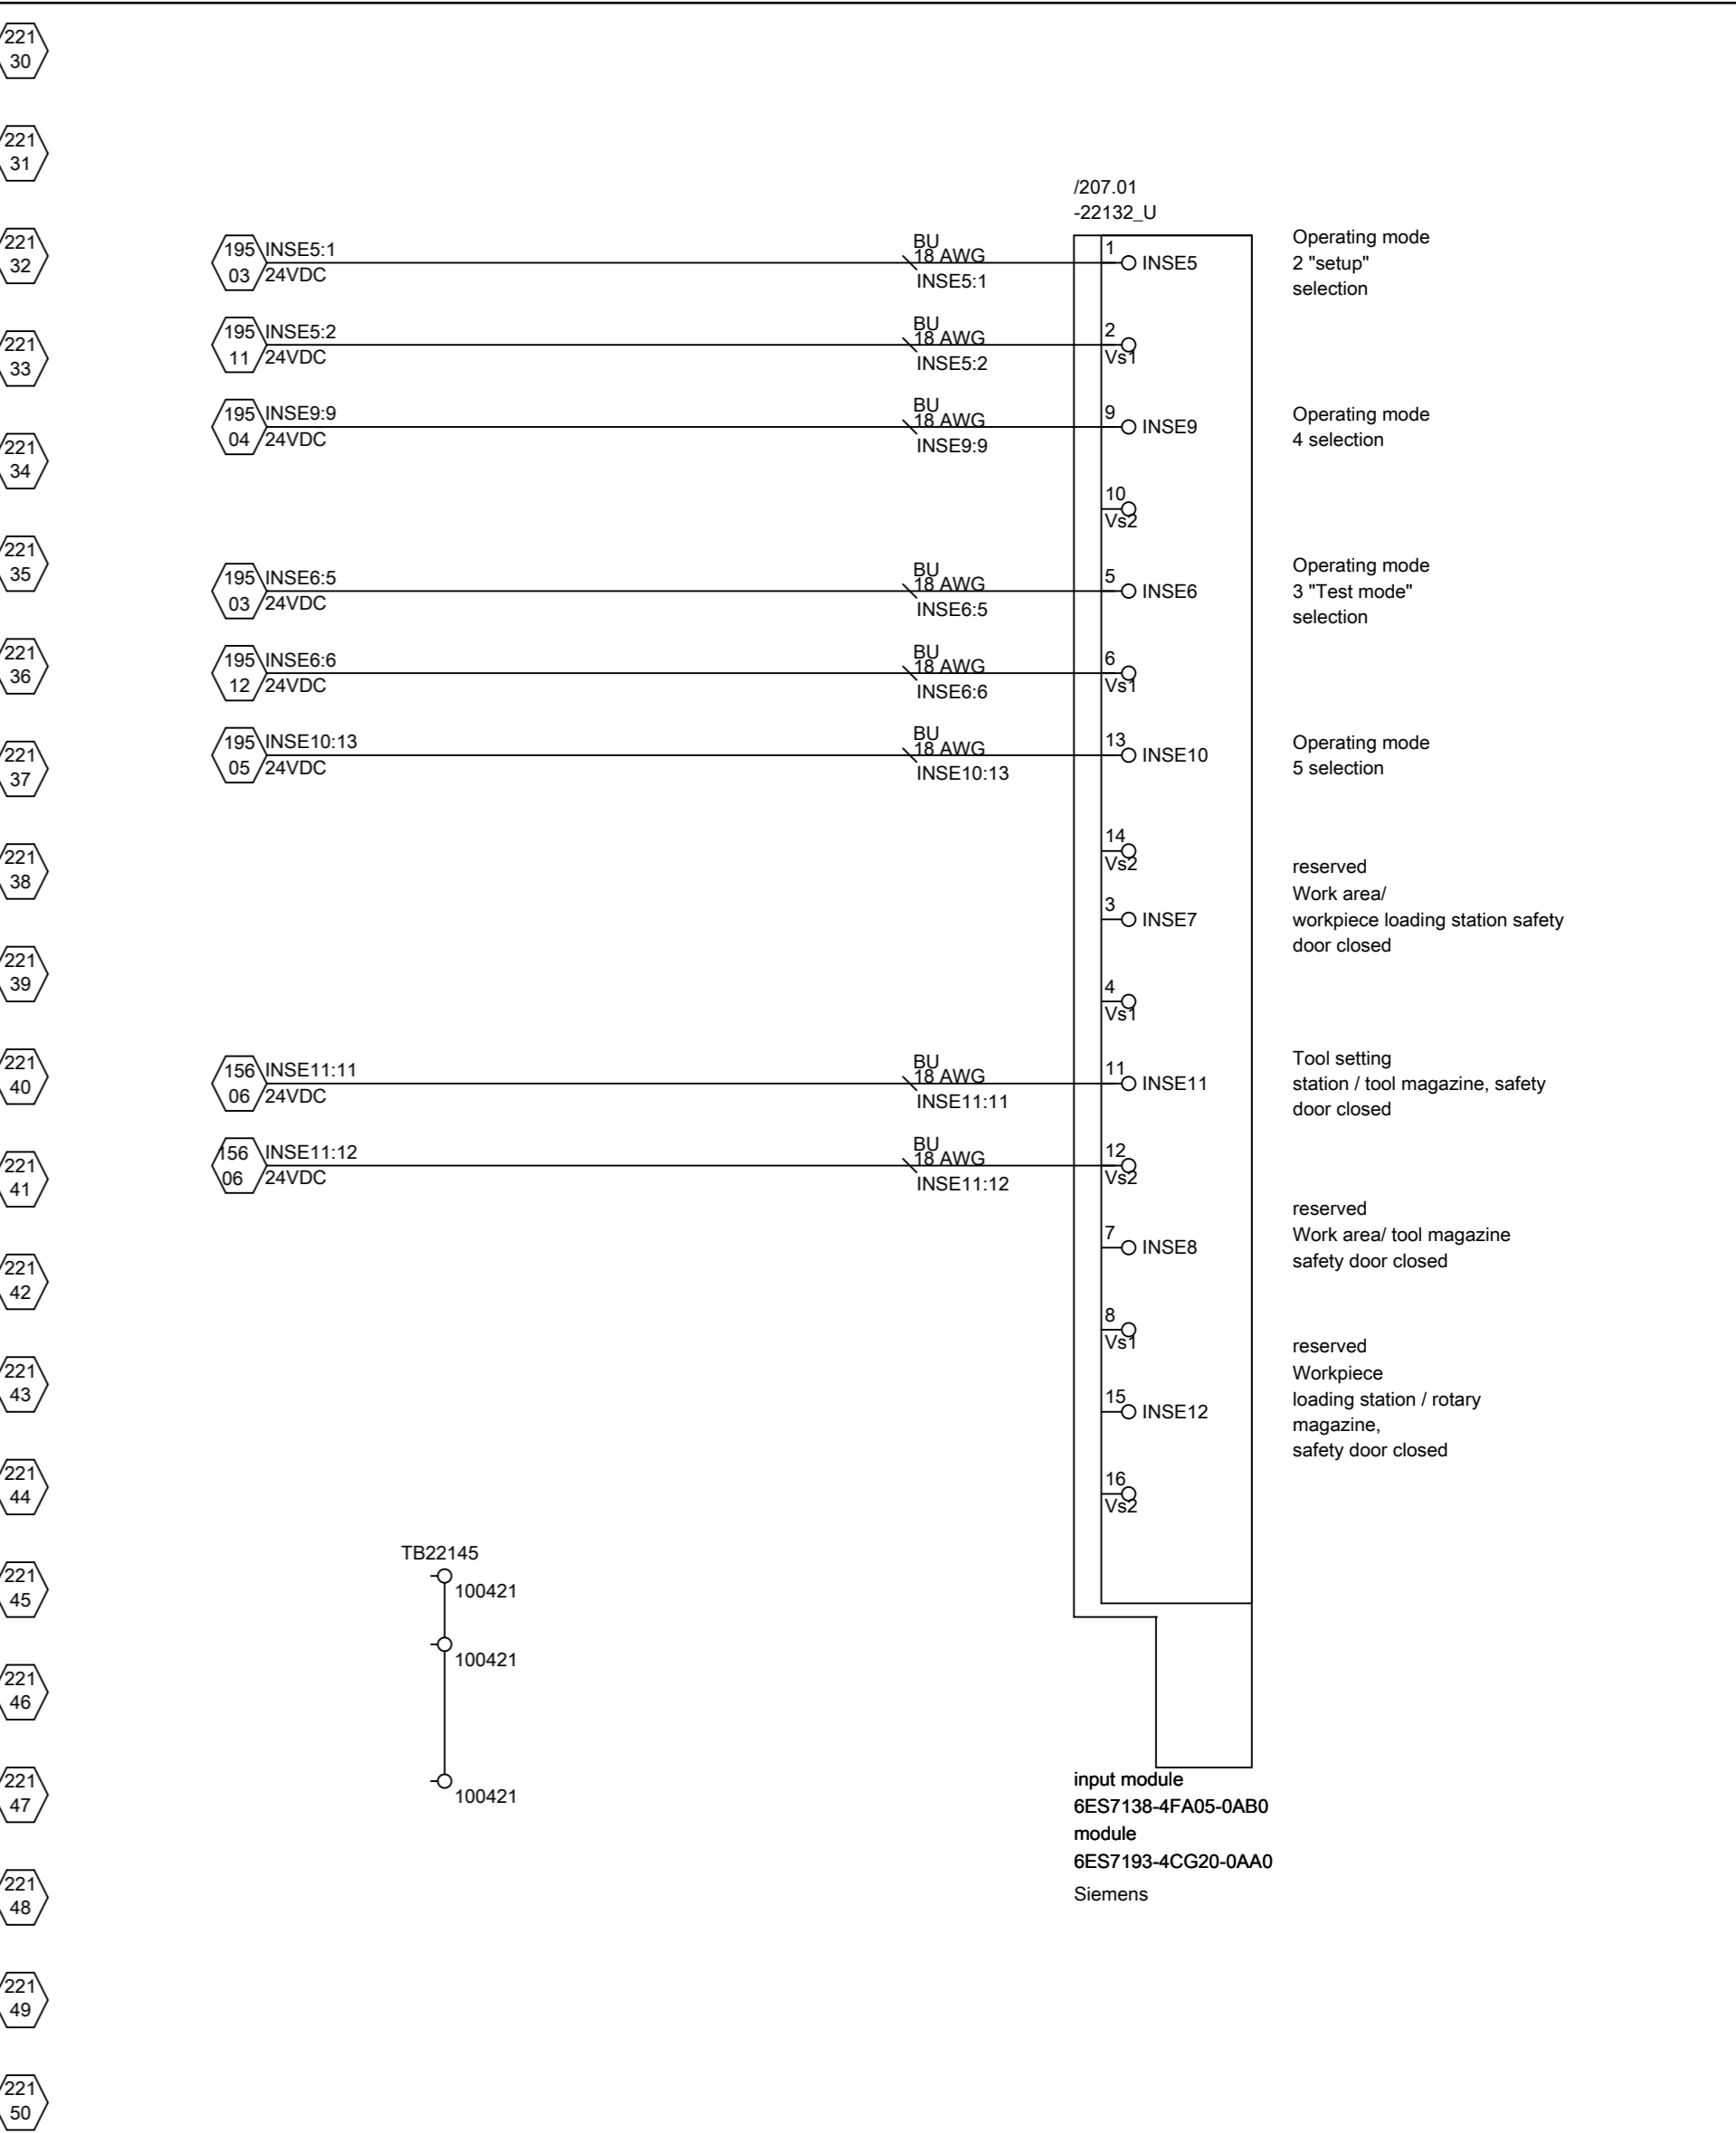 221
30
221
31
/207.01
-22132_U
221
32
195
03
INSE5:1
24VDC
BU
18 AWG
INSE5:1
1
INSE5
Operating mode
2 "setup"
selection
221
33
195
11
INSE5:2
24VDC
BU
18 AWG
INSE5:2
2
Vs1
195
04
INSE9:9
24VDC
BU
18 AWG
INSE9:9
9
INSE9
Operating mode
4 selection
221
34
10
Vs2
221
35
195
03
INSE6:5
24VDC
BU
18 AWG
INSE6:5
5
INSE6
Operating mode
3 "Test mode"
selection
221
36
195
12
INSE6:6
24VDC
BU
18 AWG
INSE6:6
6
Vs1
221
37
195
05
INSE10:13
24VDC
BU
18 AWG
INSE10:13
13
INSE10
Operating mode
5 selection
221
38
14
Vs2
reserved
Work area/
workpiece loading station safety
door closed
3
INSE7
221
39
4
Vs1
221
40
156
06
INSE11:11
24VDC
BU
18 AWG
INSE11:11
11
INSE11
Tool setting
station / tool magazine, safety
door closed
221
41
156
06
INSE11:12
24VDC
BU
18 AWG
INSE11:12
12
Vs2
reserved
Work area/ tool magazine
safety door closed
7
INSE8
221
42
8
Vs1
221
43
reserved
Workpiece
loading station / rotary
magazine,
safety door closed
15
INSE12
221
44
16
Vs2
TB22145
221
45
100421
221
46
100421
221
47
100421
input module
6ES7138-4FA05-0AB0
module
6ES7193-4CG20-0AA0
Siemens
221
48
221
49
221
50